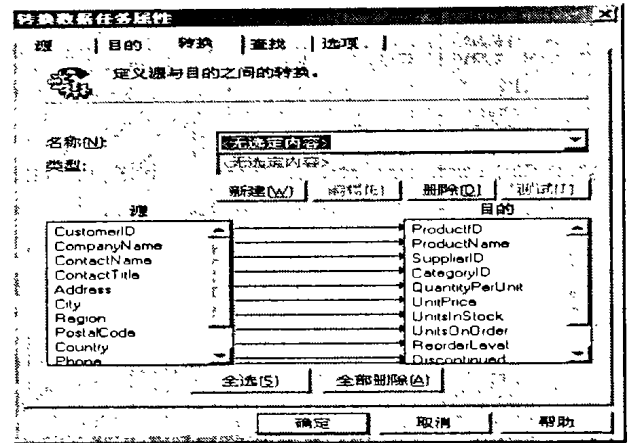 转换数据任务属性
源 目的 转换 查找 选项
定义源与目的之间的转换。
名称(N): <无选定内容>
类型: <无选定内容>
新建(W) 编辑(E) 删除(D) 测试(T)
源 目的
CustomerID ProductID
CompanyName ProductName
ContactName SupplierID
ContactTitle CategoryID
Address QuantityPerUnit
City UnitPrice
Region UnitsInStock
PostalCode UnitsOnOrder
Country ReorderLevel
Phone Discontinued
全选(S) 全部删除(A)
确定 取消 帮助